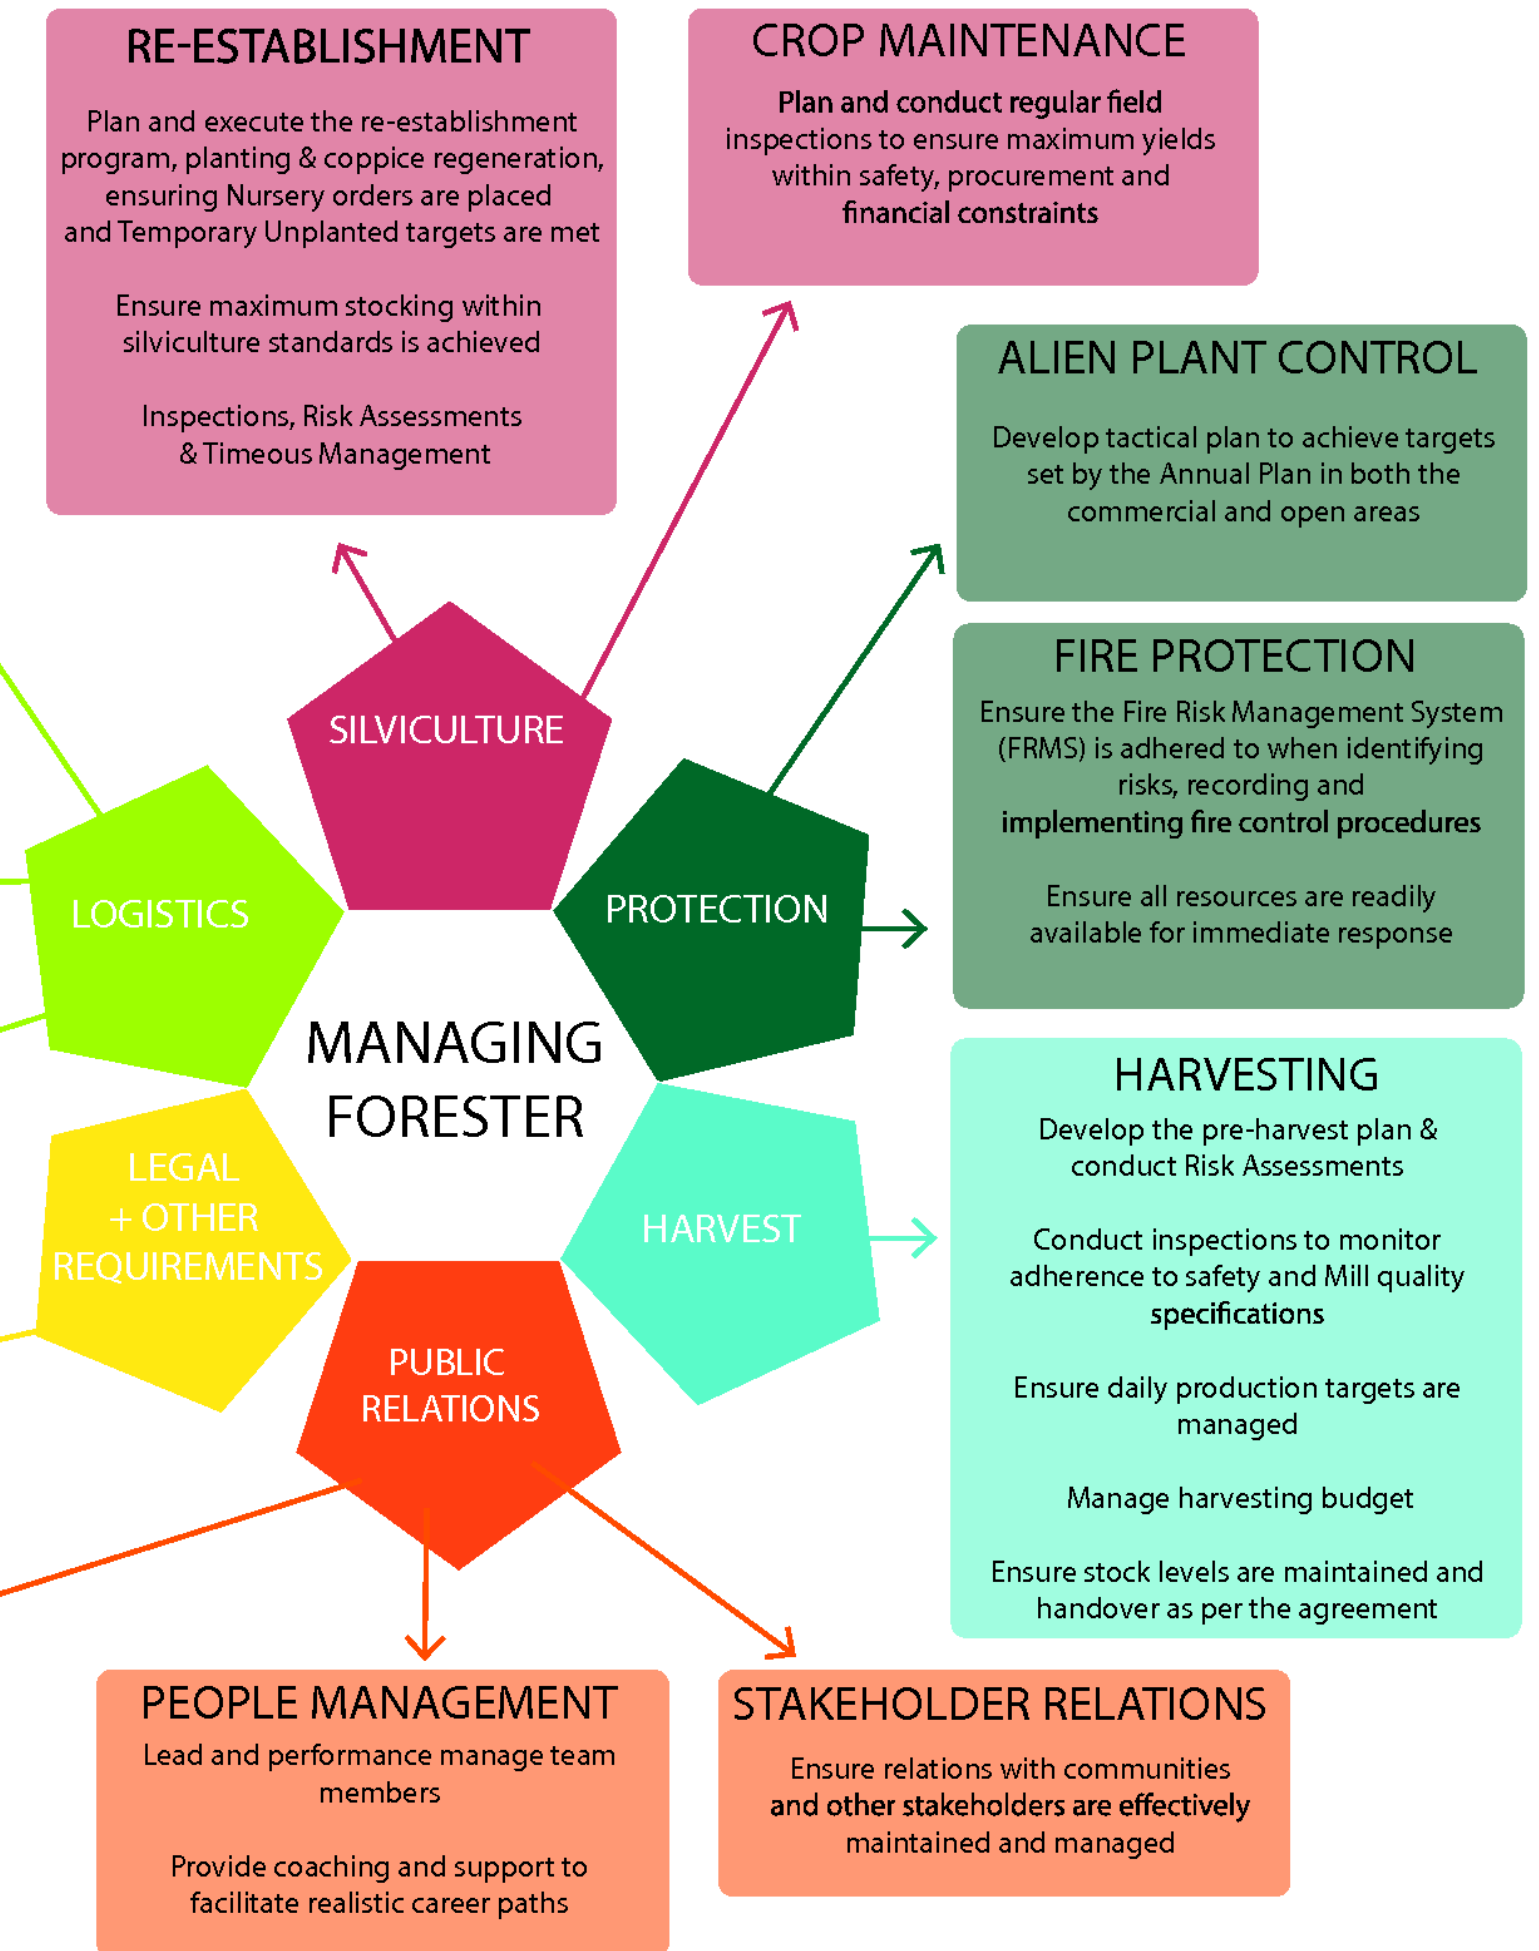 RE-ESTABLISHMENT
Plan and execute the re-establishment
program, planting & coppice regeneration,
ensuring Nursery orders are placed
and Temporary Unplanted targets are met
Ensure maximum stocking within
silviculture standards is achieved
Inspections, Risk Assessments
& Timeous Management
CROP MAINTENANCE
Plan and conduct regular field
inspections to ensure maximum yields
within safety, procurement and
financial constraints
ALIEN PLANT CONTROL
Develop tactical plan to achieve targets
set by the Annual Plan in both the
commercial and open areas
FIRE PROTECTION
Ensure the Fire Risk Management System
(FRMS) is adhered to when identifying
risks, recording and
implementing fire control procedures
Ensure all resources are readily
available for immediate response
SILVICULTURE
LOGISTICS
PROTECTION
MANAGING
FORESTER
LEGAL
+ OTHER
REQUIREMENTS
HARVEST
PUBLIC
RELATIONS
HARVESTING
Develop the pre-harvest plan &
conduct Risk Assessments
Conduct inspections to monitor
adherence to safety and Mill quality
specifications
Ensure daily production targets are
managed
Manage harvesting budget
Ensure stock levels are maintained and
handover as per the agreement
PEOPLE MANAGEMENT
Lead and performance manage team
members
Provide coaching and support to
facilitate realistic career paths
STAKEHOLDER RELATIONS
Ensure relations with communities
and other stakeholders are effectively
maintained and managed